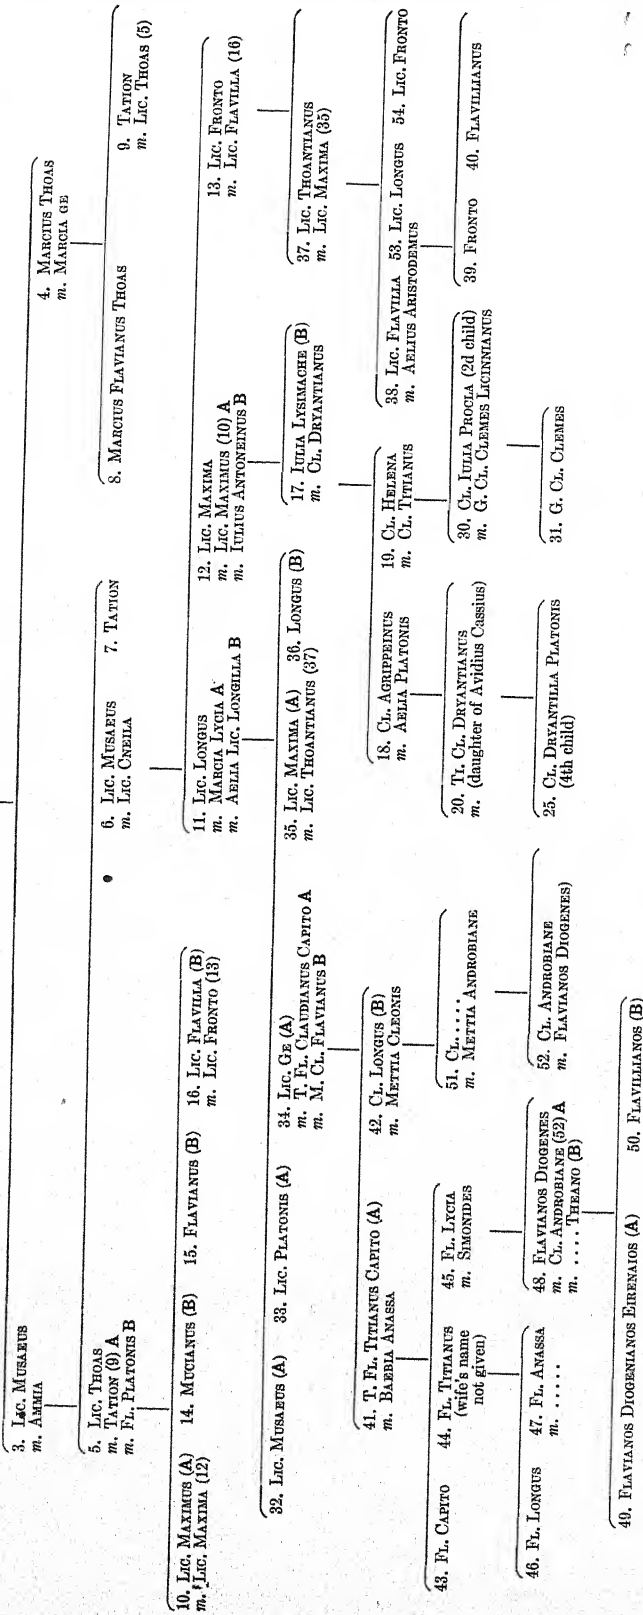 3. Lic. Musaeus
m. Ammia
4. Marcius Thoas
m. Marcia Ge
5. Lic. Thoas
m. Tation (9) A
m. Fl. Platonis B
6. Lic. Musaeus
m. Lic. Cneila
7. Tation
8. Marcius Flavianus Thoas
9. Tation
m. Lic. Thoas (5)
10. Lic. Maximus (A)
m. Lic. Maxima (12)
14. Mucianus (B)
15. Flavianus (B)
16. Lic. Flavilla (B)
m. Lic. Fronto (13)
11. Lic. Longus
m. Marcia Lycia A
m. Aelia Lic. Longilla B
12. Lic. Maxima
m. Lic. Maximus (10) A
m. Iulius Antoneinus B
13. Lic. Fronto
m. Lic. Flavilla (16)
32. Lic. Musaeus (A)
33. Lic. Platonis (A)
34. Lic. Ge (A)
m. T. Fl. Claudianus Capito A
m. M. Cl. Flavianus B
35. Lic. Maxima (A)
m. Lic. Thoantianus (37)
36. Longus (B)
17. Iulia Lysimache (B)
m. Cl. Dryantianus
37. Lic. Thoantianus
m. Lic. Maxima (35)
41. T. Fl. Titianus Capito (A)
m. Baebia Anassa
42. Cl. Longus (B)
m. Mettia Cleonis
18. Cl. Agrippeinus
m. Aelia Platonis
19. Cl. Helena
m. Cl. Titianus
38. Lic. Flavilla
m. Aelius Aristodemus
53. Lic. Longus
54. Lic. Fronto
43. Fl. Capito
44. Fl. Titianus
(wife's name
not given)
45. Fl. Lycia
m. Simonides
51. Cl. . . . . .
m. Mettia Androbiane
20. Ti. Cl. Dryantianus
m. (daughter of Avidius Cassius)
30. Cl. Iulia Procla (2d child)
m. G. Cl. Clemes Licinnianus
39. Fronto
40. Flavillianus
46. Fl. Longus
47. Fl. Anassa
m. . . . . .
48. Flavianos Diogenes
m. Cl. Androbiane (52) A
m. . . . . Theano (B)
52. Cl. Androbiane
m. Flavianos Diogenes)
25. Cl. Dryantilla Platonis
(4th child)
31. G. Cl. Clemes
49. Flavianos Diogenianos Eirenaios (A)
50. Flavillianos (B)